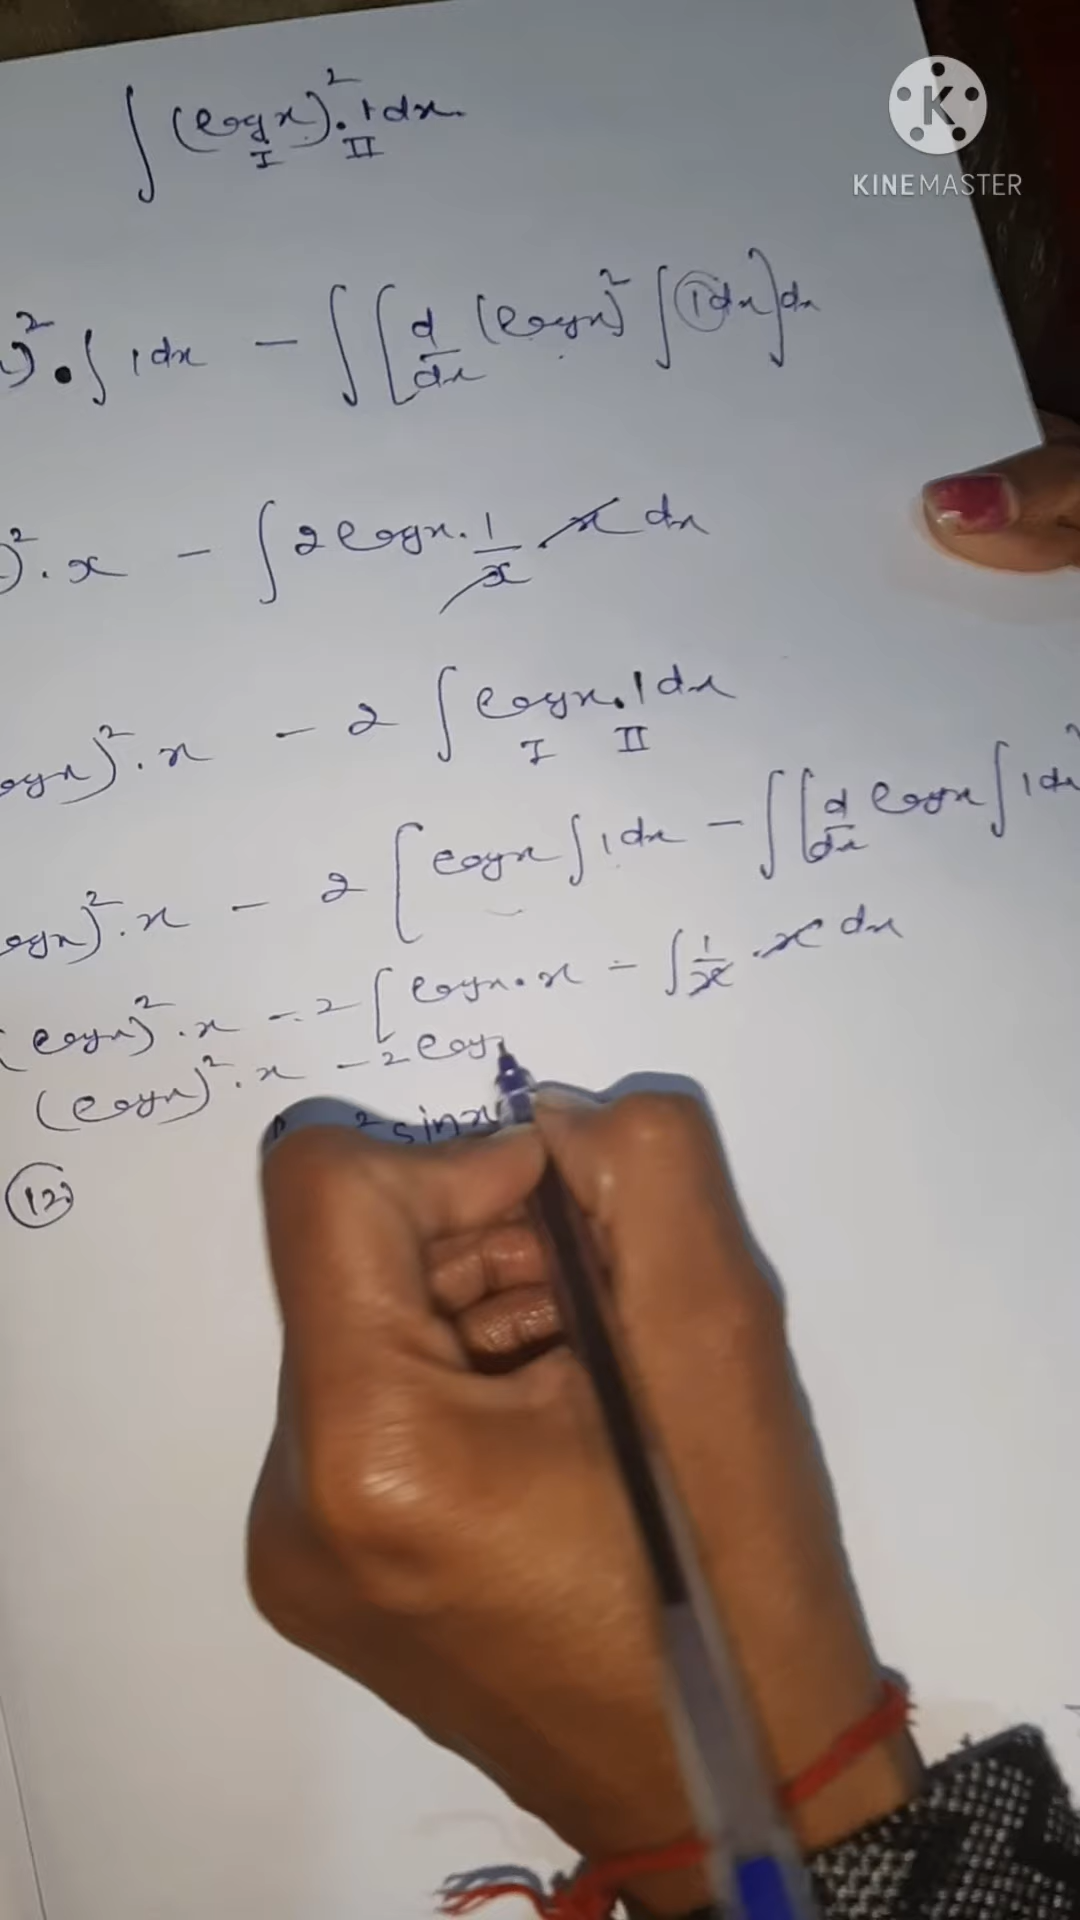 ∫ (log x)² . 1 dx
I II
KINEMASTER
)² . ∫ 1 dx − ∫ [ d/dx (log x)² ∫ 1 dx ] dx
)² . x − ∫ 2 log x . 1/x . x dx
og x)² . x − 2 ∫ log x . 1 dx
I II
og x)² . x − 2 [ log x ∫ 1 dx − ∫ [ d/dx log x ∫ 1 dx
(log x)² . x − 2 [ log x . x − ∫ 1/x . x dx
(log x)² . x − 2 log
² sin x
(12)